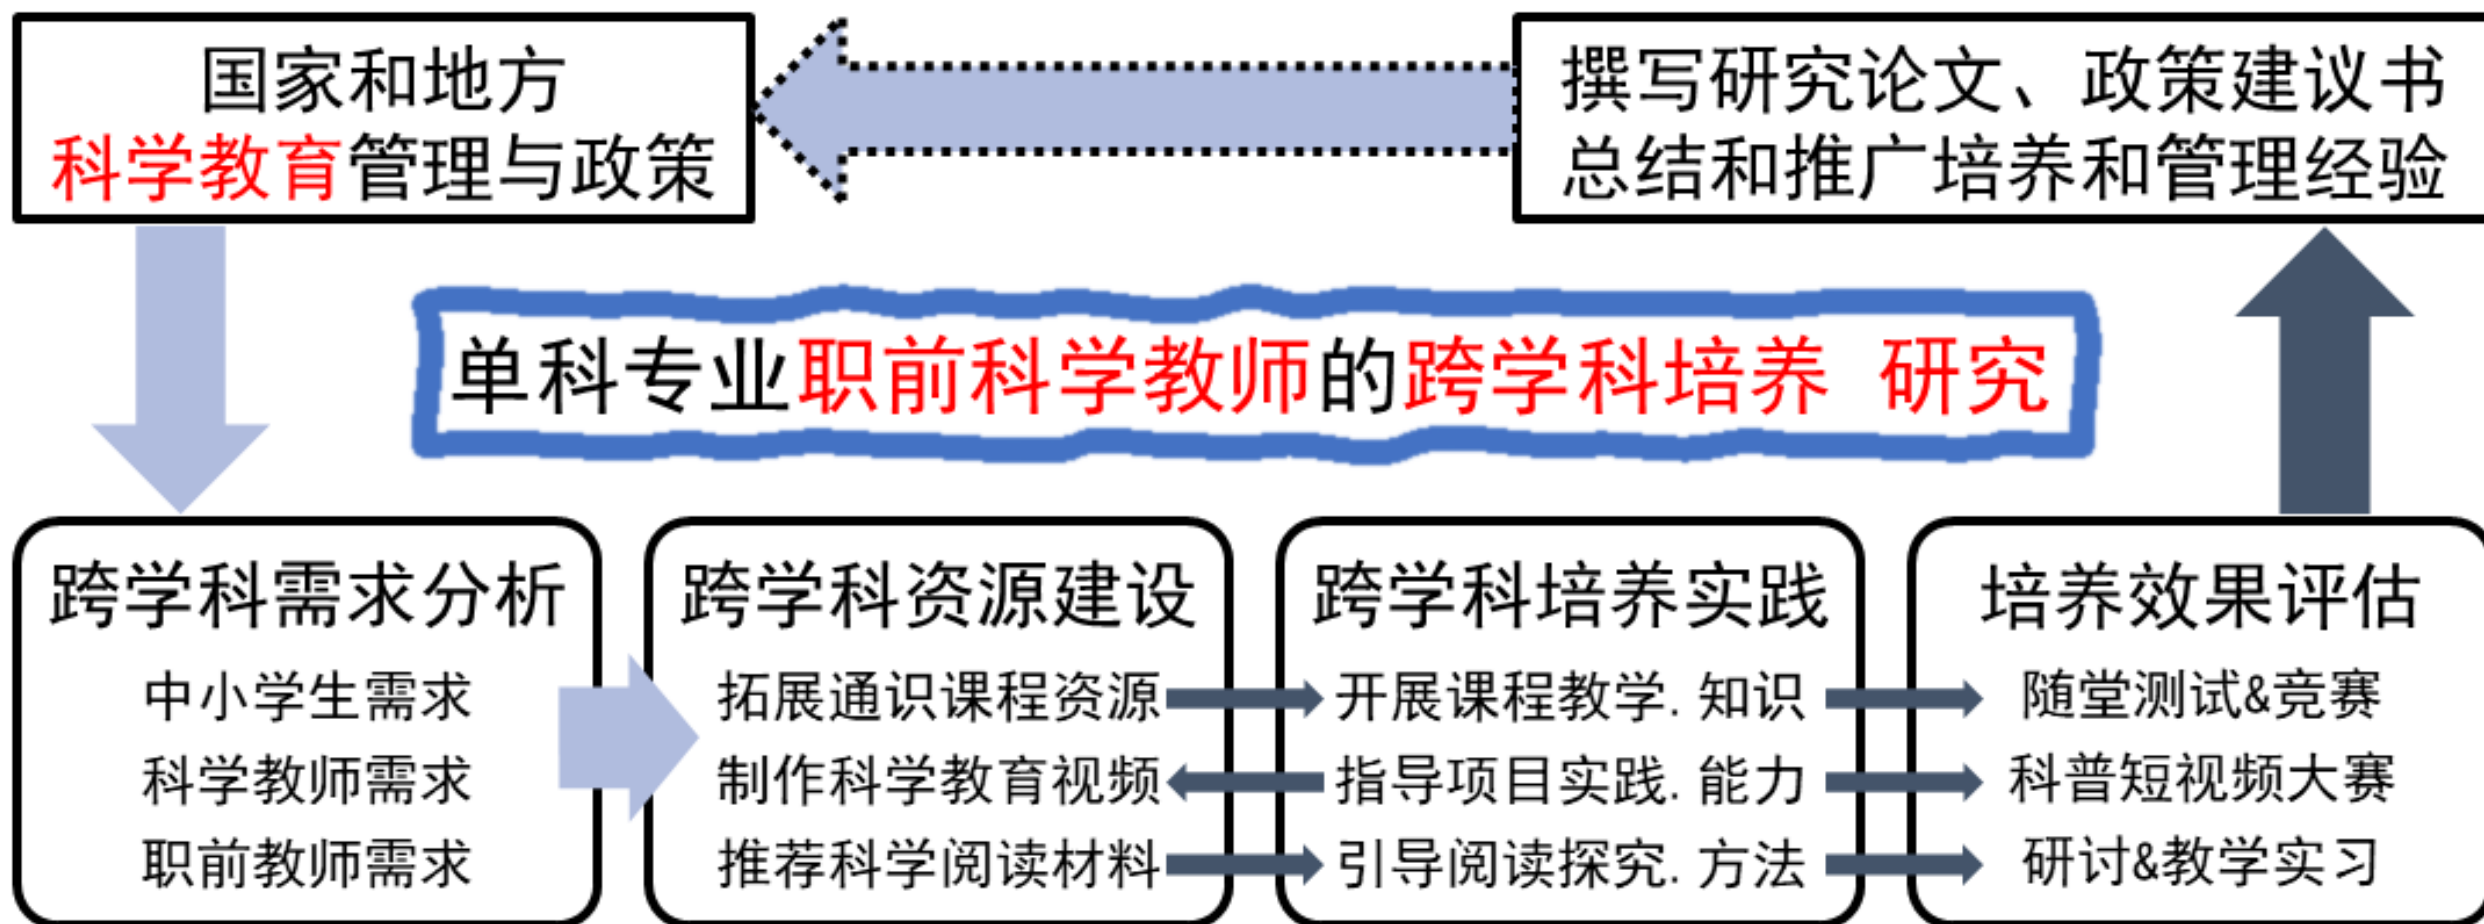 国家和地方
科学教育管理与政策
撰写研究论文、政策建议书
总结和推广培养和管理经验
单科专业职前科学教师的跨学科培养 研究
跨学科需求分析
中小学生需求
科学教师需求
职前教师需求
跨学科资源建设
拓展通识课程资源
制作科学教育视频
推荐科学阅读材料
跨学科培养实践
开展课程教学. 知识
指导项目实践. 能力
引导阅读探究. 方法
培养效果评估
随堂测试&竞赛
科普短视频大赛
研讨&教学实习